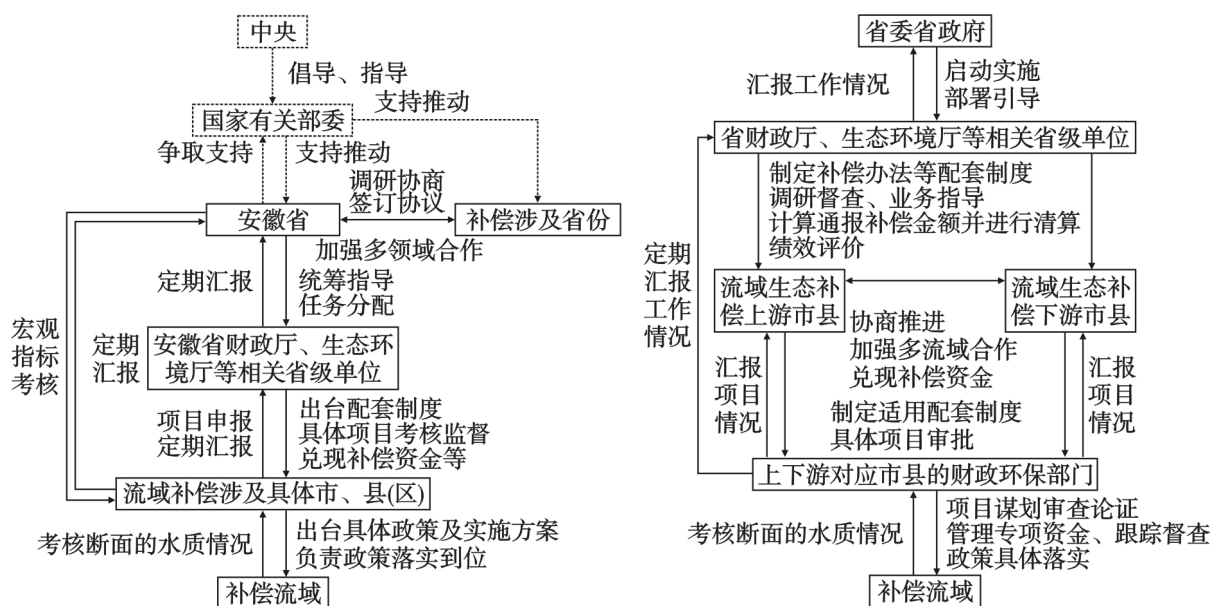 中央
倡导、指导
支持推动
国家有关部委
争取支持
支持推动
调研协商
签订协议
安徽省
补偿涉及省份
加强多领域合作
定期汇报
统筹指导
任务分配
宏观
指标
考核
定期
汇报
安徽省财政厅、生态环
境厅等相关省级单位
项目申报
定期汇报
出台配套制度
具体项目考核监督
兑现补偿资金等
流域补偿涉及具体市、县(区)
考核断面的水质情况
出台具体政策及实施方案
负责政策落实到位
补偿流域
省委省政府
汇报工作情况
启动实施
部署引导
省财政厅、生态环境厅等相关省级单位
制定补偿办法等配套制度
调研督查、业务指导
计算通报补偿金额并进行清算
绩效评价
定期
汇报
工作
情况
流域生态补
偿上游市县
流域生态补
偿下游市县
协商推进
加强多流域合作
兑现补偿资金
汇报
项目
情况
汇报
项目
情况
制定适用配套制度
具体项目审批
上下游对应市县的财政环保部门
考核断面的水质情况
项目谋划审查论证
管理专项资金、跟踪督查
政策具体落实
补偿流域